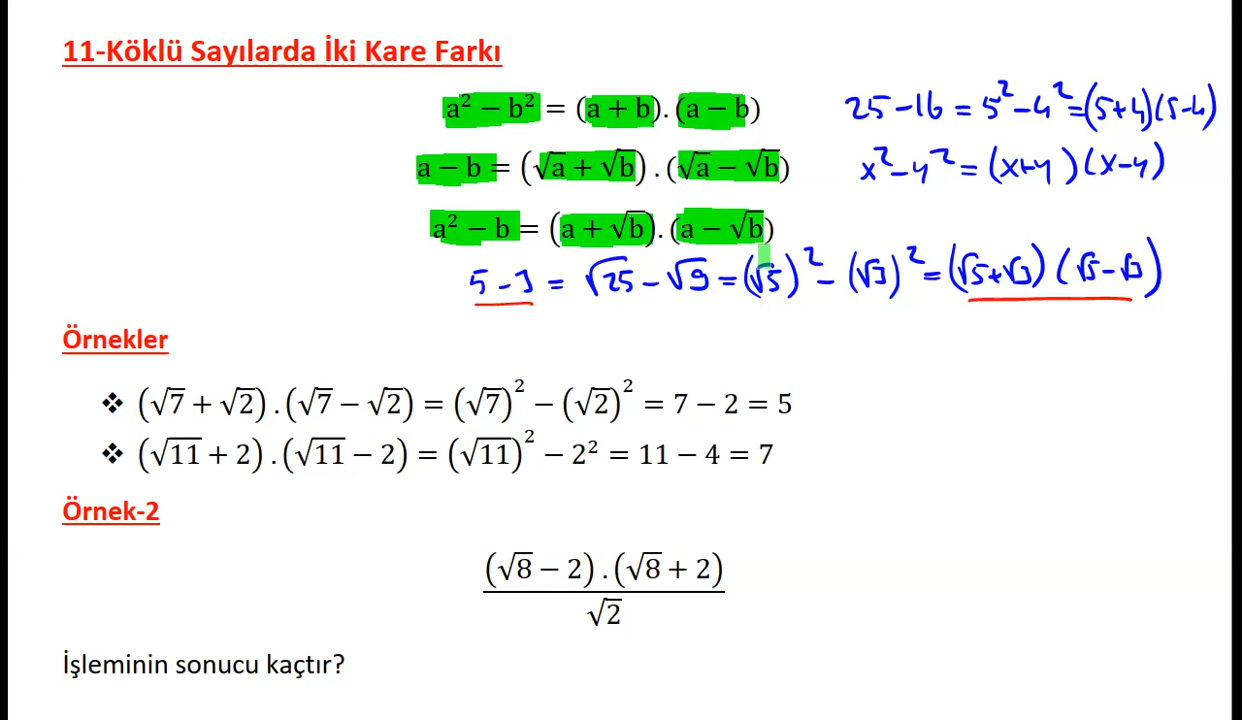 11-Köklü Sayılarda İki Kare Farkı
a² − b² = (a + b). (a − b)
25 − 16 = 5² − 4² = (5+4)(5−4)
a − b = (√a + √b) . (√a − √b)
x² − y² = (x+y)(x−y)
a² − b = (a + √b). (a − √b)
5 − 3 = √25 − √9 = (√5)² − (√3)² = (√5+√3)(√5−√3)
Örnekler
❖ (√7 + √2) . (√7 − √2) = (√7)² − (√2)² = 7 − 2 = 5
❖ (√11 + 2) . (√11 − 2) = (√11)² − 2² = 11 − 4 = 7
Örnek-2
(√8 − 2) . (√8 + 2)
√2
İşleminin sonucu kaçtır?